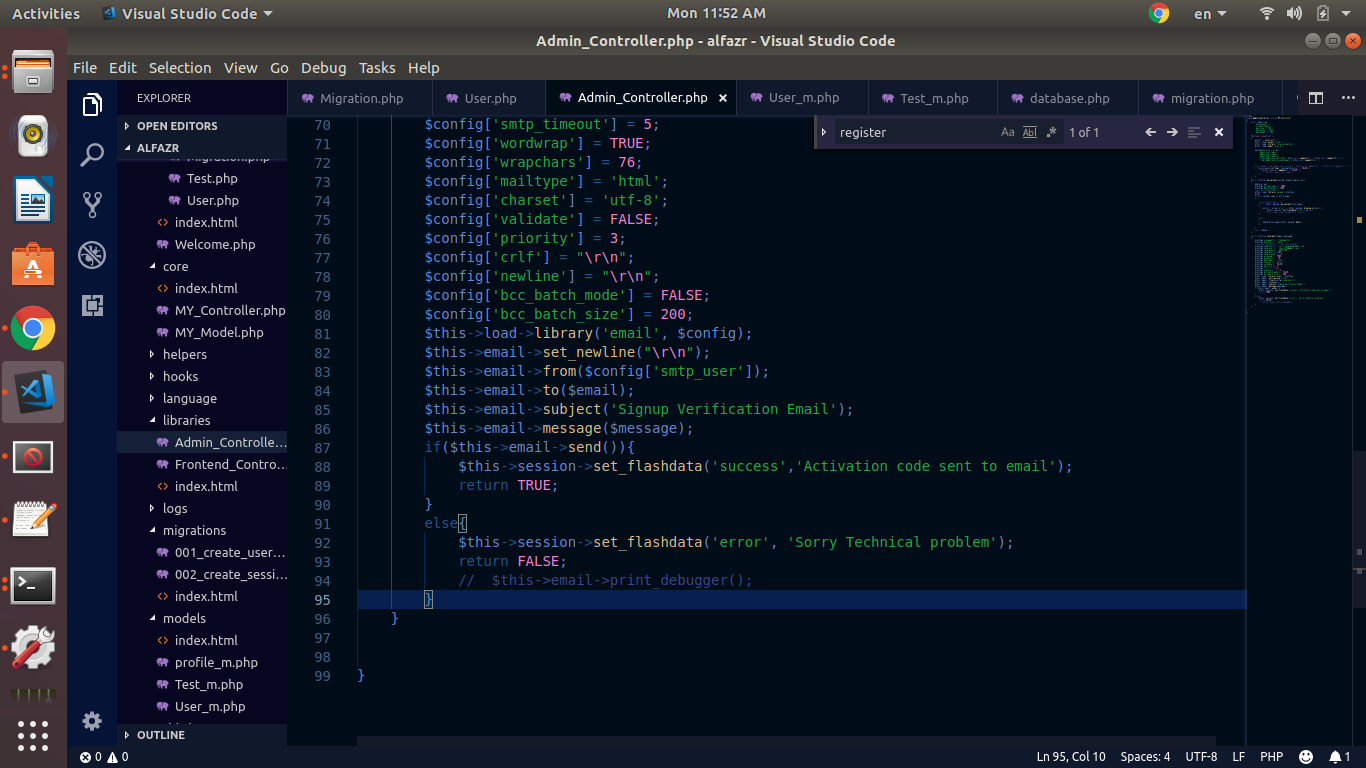 Activities Visual Studio Code Mon 11:52 AM en
Admin_Controller.php - alfazr - Visual Studio Code
File Edit Selection View Go Debug Tasks Help
EXPLORER
OPEN EDITORS
ALFAZR
Migration.php
Test.php
User.php
index.html
Welcome.php
core
index.html
MY_Controller.php
MY_Model.php
helpers
hooks
language
libraries
Admin_Controlle...
Frontend_Contro...
index.html
logs
migrations
001_create_user...
002_create_sessi...
index.html
models
index.html
profile_m.php
Test_m.php
User_m.php
OUTLINE
Migration.php User.php Admin_Controller.php User_m.php Test_m.php database.php migration.php
register Aa Abl .* 1 of 1
70 $config['smtp_timeout'] = 5;
71 $config['wordwrap'] = TRUE;
72 $config['wrapchars'] = 76;
73 $config['mailtype'] = 'html';
74 $config['charset'] = 'utf-8';
75 $config['validate'] = FALSE;
76 $config['priority'] = 3;
77 $config['crlf'] = "\r\n";
78 $config['newline'] = "\r\n";
79 $config['bcc_batch_mode'] = FALSE;
80 $config['bcc_batch_size'] = 200;
81 $this->load->library('email', $config);
82 $this->email->set_newline("\r\n");
83 $this->email->from($config['smtp_user']);
84 $this->email->to($email);
85 $this->email->subject('Signup Verification Email');
86 $this->email->message($message);
87 if($this->email->send()){
88 $this->session->set_flashdata('success','Activation code sent to email');
89 return TRUE;
90 }
91 else{
92 $this->session->set_flashdata('error', 'Sorry Technical problem');
93 return FALSE;
94 // $this->email->print_debugger();
95 }
96 }
97
98
99 }
0 0 Ln 95, Col 10 Spaces: 4 UTF-8 LF PHP 1